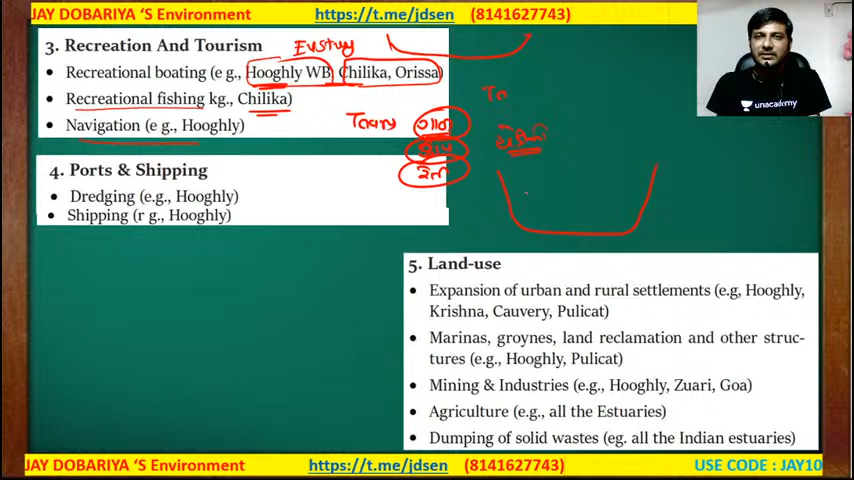 JAY DOBARIYA ‘S Environment https://t.me/jdsen (8141627743)
3. Recreation And Tourism
• Recreational boating (e g., Hooghly WB, Chilika, Orissa)
• Recreational fishing kg., Chilika)
• Navigation (e g., Hooghly)
4. Ports & Shipping
• Dredging (e.g., Hooghly)
• Shipping (r g., Hooghly)
unacademy
5. Land-use
• Expansion of urban and rural settlements (e.g, Hooghly,
Krishna, Cauvery, Pulicat)
• Marinas, groynes, land reclamation and other struc-
tures (e.g., Hooghly, Pulicat)
• Mining & Industries (e.g., Hooghly, Zuari, Goa)
• Agriculture (e.g., all the Estuaries)
• Dumping of solid wastes (eg. all the Indian estuaries)
JAY DOBARIYA ‘S Environment https://t.me/jdsen (8141627743) USE CODE : JAY10